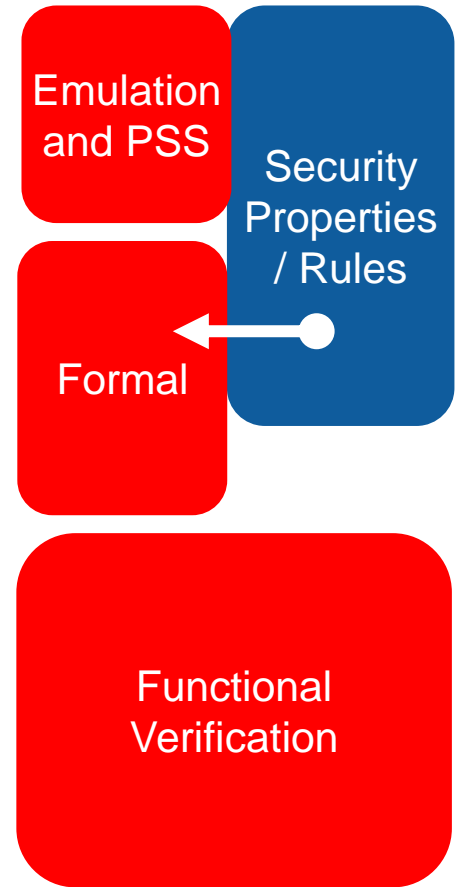 Emulation
and PSS
Security
Properties
/ Rules
Formal
Functional
Verification